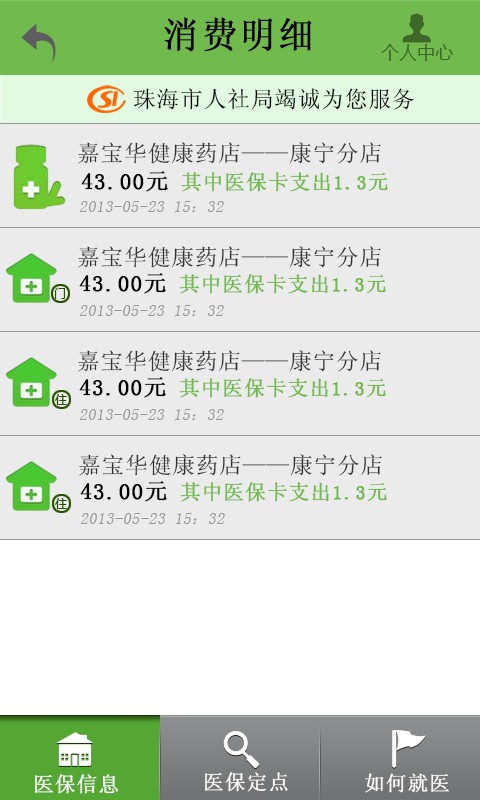 消费明细
个人中心
SI 珠海市人社局竭诚为您服务
嘉宝华健康药店——康宁分店
43.00元 其中医保卡支出1.3元
2013-05-23 15: 32
嘉宝华健康药店——康宁分店
43.00元 其中医保卡支出1.3元
门
2013-05-23 15: 32
嘉宝华健康药店——康宁分店
43.00元 其中医保卡支出1.3元
住
2013-05-23 15: 32
嘉宝华健康药店——康宁分店
43.00元 其中医保卡支出1.3元
住
2013-05-23 15: 32
医保信息 医保定点 如何就医